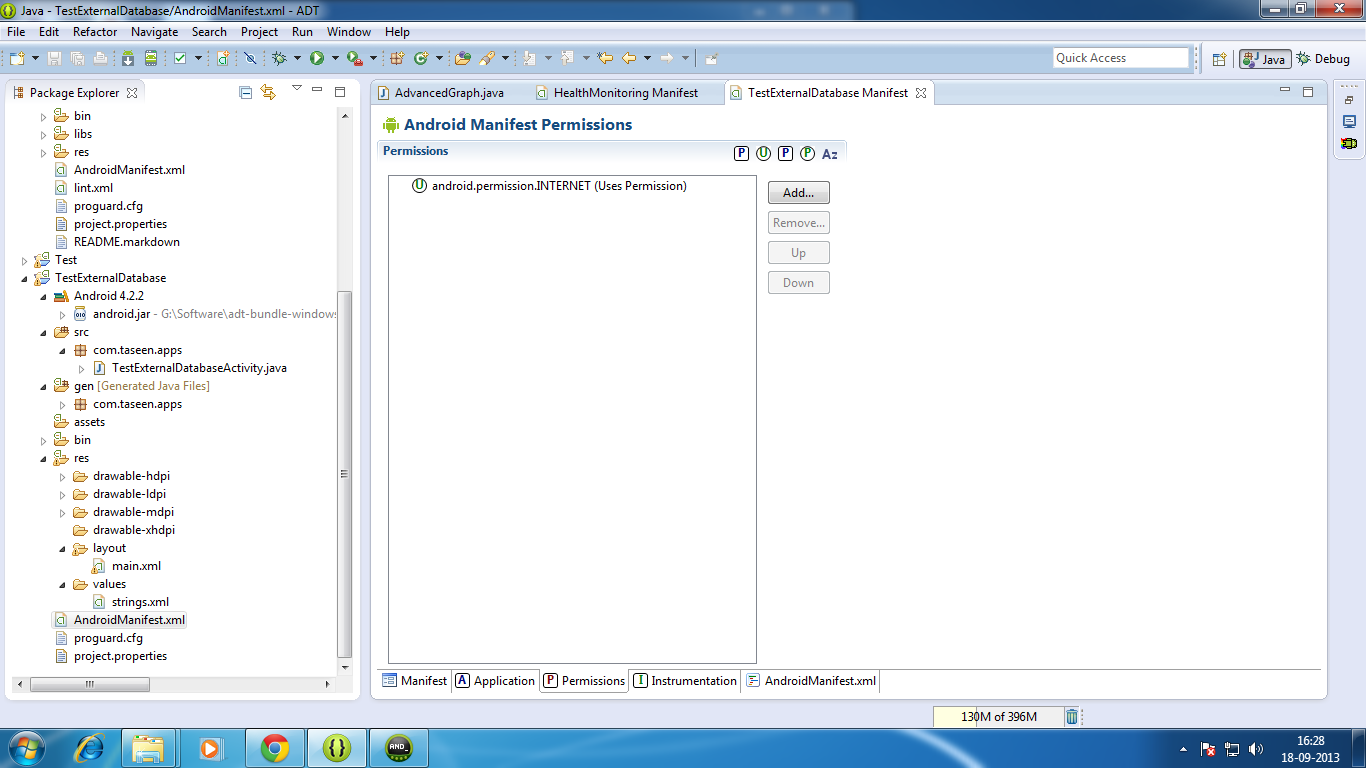 Java - TestExternalDatabase/AndroidManifest.xml - ADT
File Edit Refactor Navigate Search Project Run Window Help
Quick Access
Java
Debug
Package Explorer
bin
libs
res
AndroidManifest.xml
lint.xml
proguard.cfg
project.properties
README.markdown
Test
TestExternalDatabase
Android 4.2.2
android.jar - G:\Software\adt-bundle-windows
src
com.taseen.apps
TestExternalDatabaseActivity.java
gen [Generated Java Files]
com.taseen.apps
assets
bin
res
drawable-hdpi
drawable-ldpi
drawable-mdpi
drawable-xhdpi
layout
main.xml
values
strings.xml
AndroidManifest.xml
proguard.cfg
project.properties
AdvancedGraph.java HealthMonitoring Manifest TestExternalDatabase Manifest
Android Manifest Permissions
Permissions
P U P P Az
U android.permission.INTERNET (Uses Permission)
Add...
Remove...
Up
Down
Manifest A Application P Permissions I Instrumentation AndroidManifest.xml
130M of 396M
AND_
16:28
18-09-2013